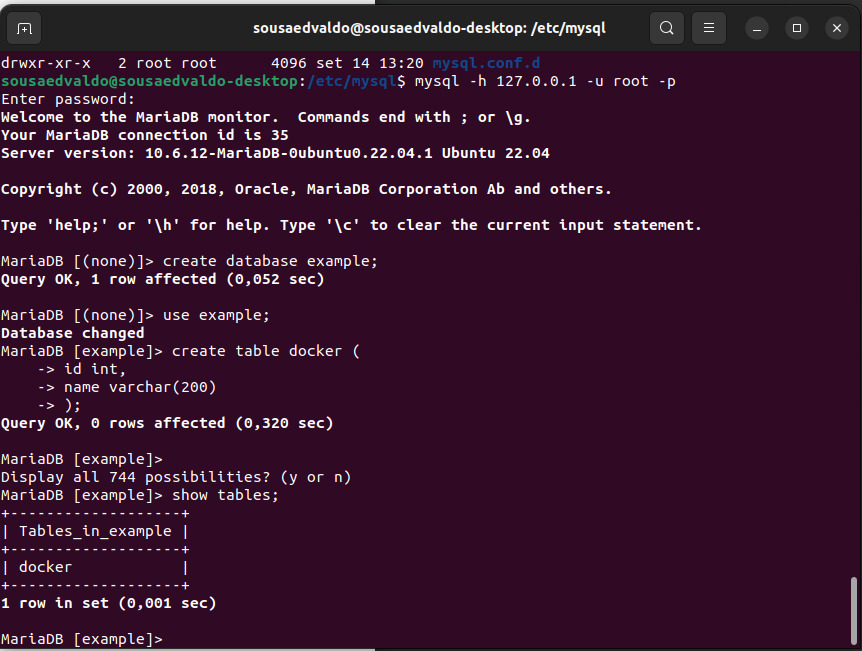 sousaedvaldo@sousaedvaldo-desktop: /etc/mysql
drwxr-xr-x   2 root root      4096 set 14 13:20 mysql.conf.d
sousaedvaldo@sousaedvaldo-desktop:/etc/mysql$ mysql -h 127.0.0.1 -u root -p
Enter password:
Welcome to the MariaDB monitor.  Commands end with ; or \g.
Your MariaDB connection id is 35
Server version: 10.6.12-MariaDB-0ubuntu0.22.04.1 Ubuntu 22.04
Copyright (c) 2000, 2018, Oracle, MariaDB Corporation Ab and others.
Type 'help;' or '\h' for help. Type '\c' to clear the current input statement.
MariaDB [(none)]> create database example;
Query OK, 1 row affected (0,052 sec)
MariaDB [(none)]> use example;
Database changed
MariaDB [example]> create table docker (
    -> id int,
    -> name varchar(200)
    -> );
Query OK, 0 rows affected (0,320 sec)
MariaDB [example]>
Display all 744 possibilities? (y or n)
MariaDB [example]> show tables;
+-------------------+
| Tables_in_example |
+-------------------+
| docker            |
+-------------------+
1 row in set (0,001 sec)
MariaDB [example]>